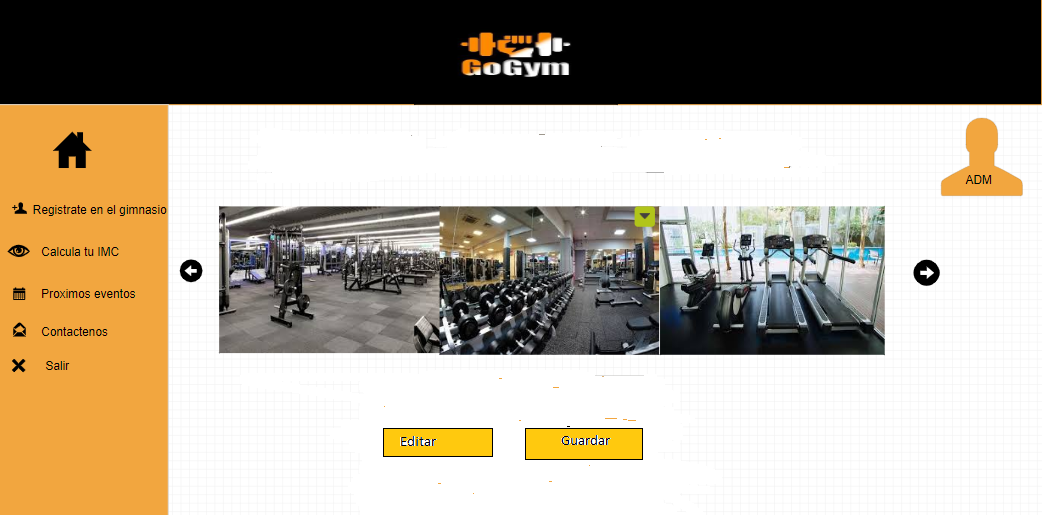 GoGym
ADM
Registrate en el gimnasio
Calcula tu IMC
Proximos eventos
Contactenos
Salir
Editar
Guardar